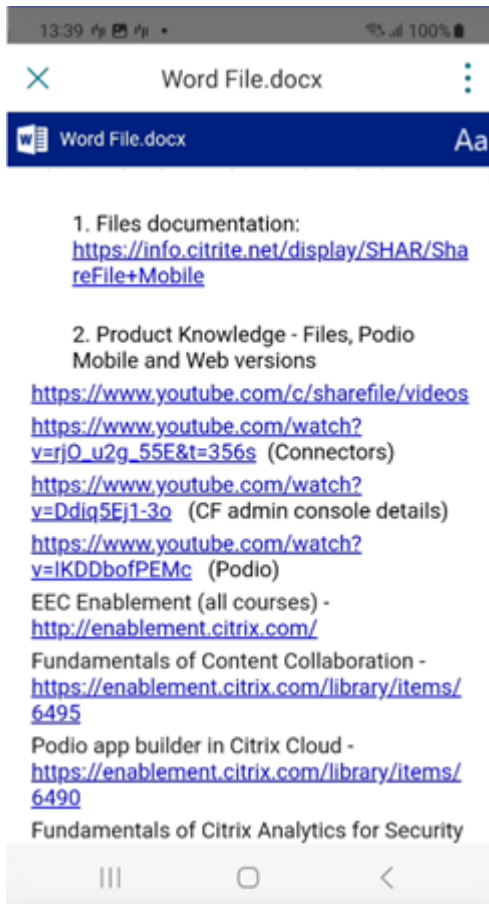 13:39 100%
Word File.docx
Word File.docx Aa
1. Files documentation:
https://info.citrite.net/display/SHAR/Sha
reFile+Mobile
2. Product Knowledge - Files, Podio
Mobile and Web versions
https://www.youtube.com/c/sharefile/videos
https://www.youtube.com/watch?
v=rjO_u2g_55E&t=356s (Connectors)
https://www.youtube.com/watch?
v=Ddiq5Ej1-3o (CF admin console details)
https://www.youtube.com/watch?
v=IKDDbofPEMc (Podio)
EEC Enablement (all courses) -
http://enablement.citrix.com/
Fundamentals of Content Collaboration -
https://enablement.citrix.com/library/items/
6495
Podio app builder in Citrix Cloud -
https://enablement.citrix.com/library/items/
6490
Fundamentals of Citrix Analytics for Security